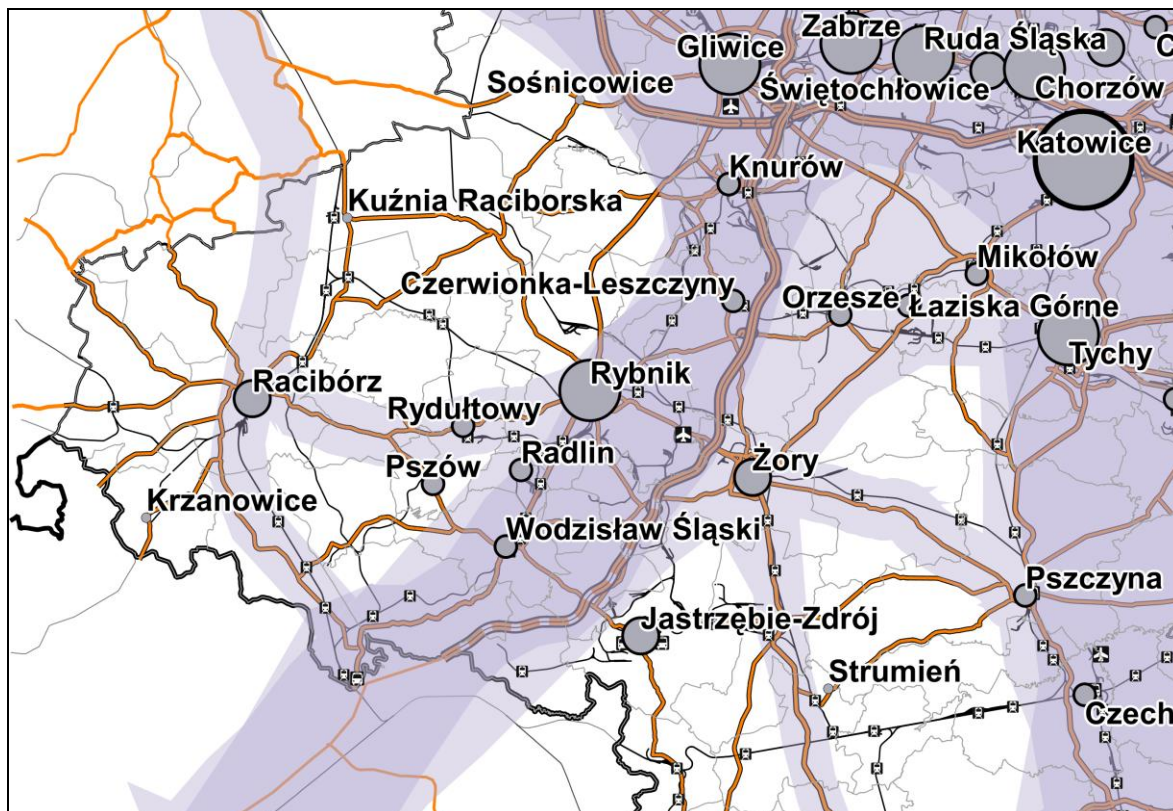 Zabrze
Gliwice
Ruda Śląska
C
Sośnicowice
Świętochłowice
Chorzów
Katowice
Knurów
Kuźnia Raciborska
Mikołów
Czerwionka-Leszczyny
Orzesze
Łaziska Górne
Tychy
Racibórz
Rybnik
Rydułtowy
Radlin
Żory
Pszów
Krzanowice
Wodzisław Śląski
Pszczyna
Jastrzębie-Zdrój
Strumień
Czech